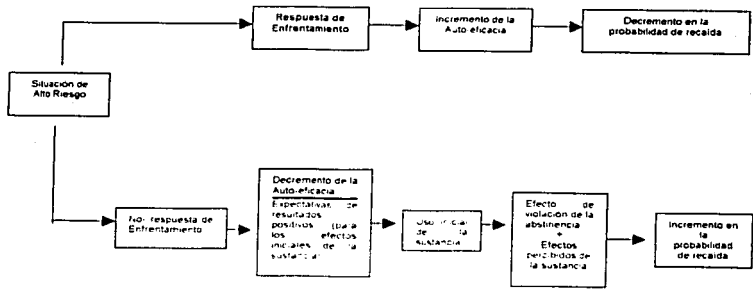 Respuesta de
Enfrentamiento
Incremento de la
Auto-eficacia
Decremento en la
probabilidad de recaída
Situación de
Alto Riesgo
No- respuesta de
Enfrentamiento
Decremento de la
Auto-eficacia
Expectativas de
resultados
positivos (para
los efectos
iniciales de la
sustancia)
Uso inicial
de la
sustancia
Efecto de
violación de la
abstinencia
+
Efectos
percibidos de
la sustancia
Incremento en
la
probabilidad
de recaída